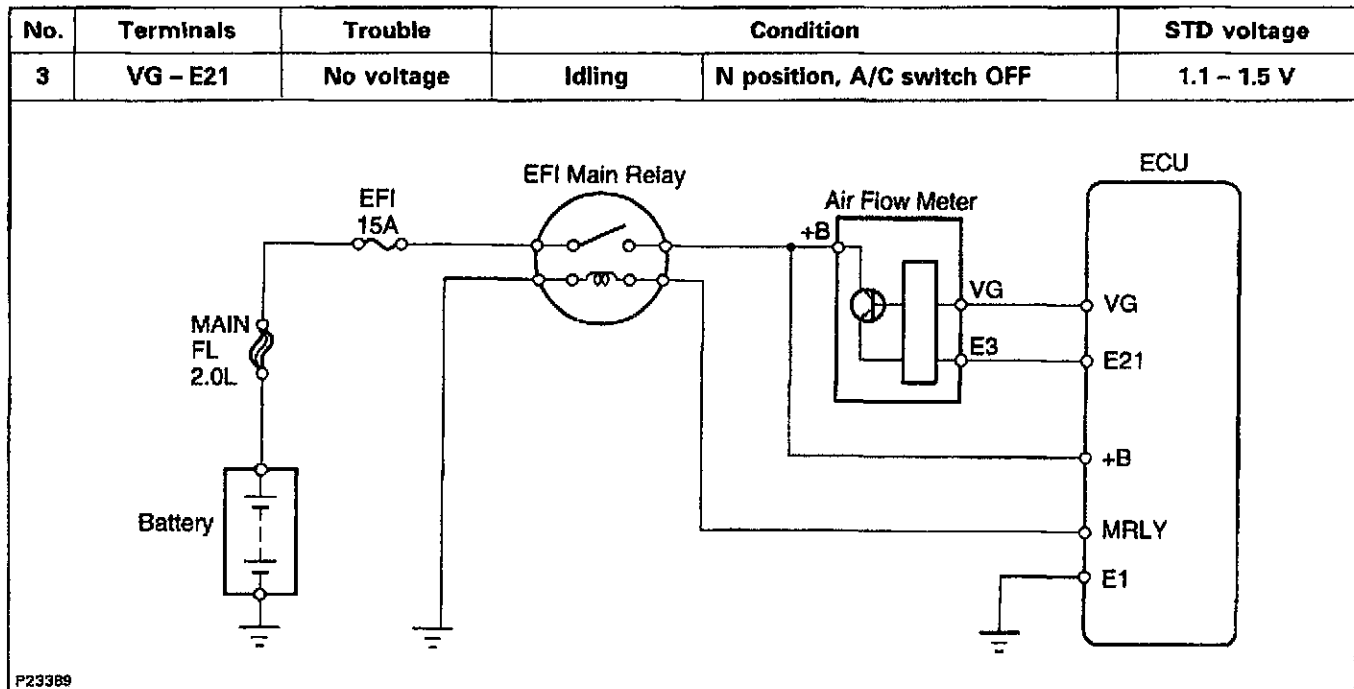 No. Terminals Trouble Condition STD voltage
3 VG – E21 No voltage Idling N position, A/C switch OFF 1.1 – 1.5 V
ECU
EFI Main Relay
EFI
15A
Air Flow Meter
+B
VG
VG
MAIN
FL
2.0L
E3
E21
+B
Battery
MRLY
E1
P23389